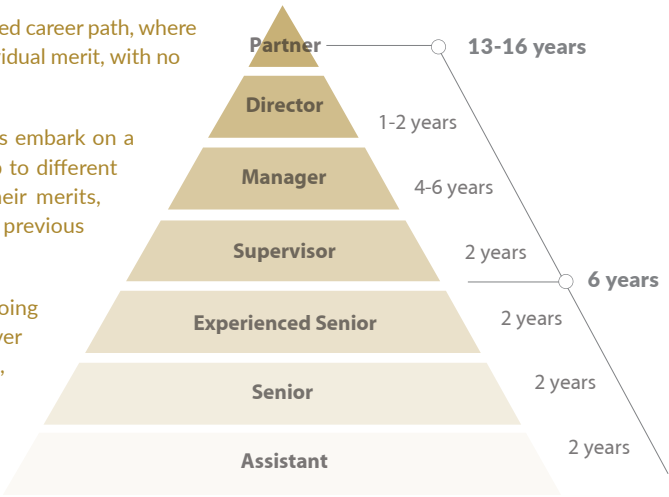 ed career path, where
vidual merit, with no
s embark on a
to different
heir merits,
previous
oing
ver
,
Partner
13-16 years
Director
1-2 years
Manager
4-6 years
Supervisor
2 years
6 years
Experienced Senior
2 years
Senior
2 years
Assistant
2 years